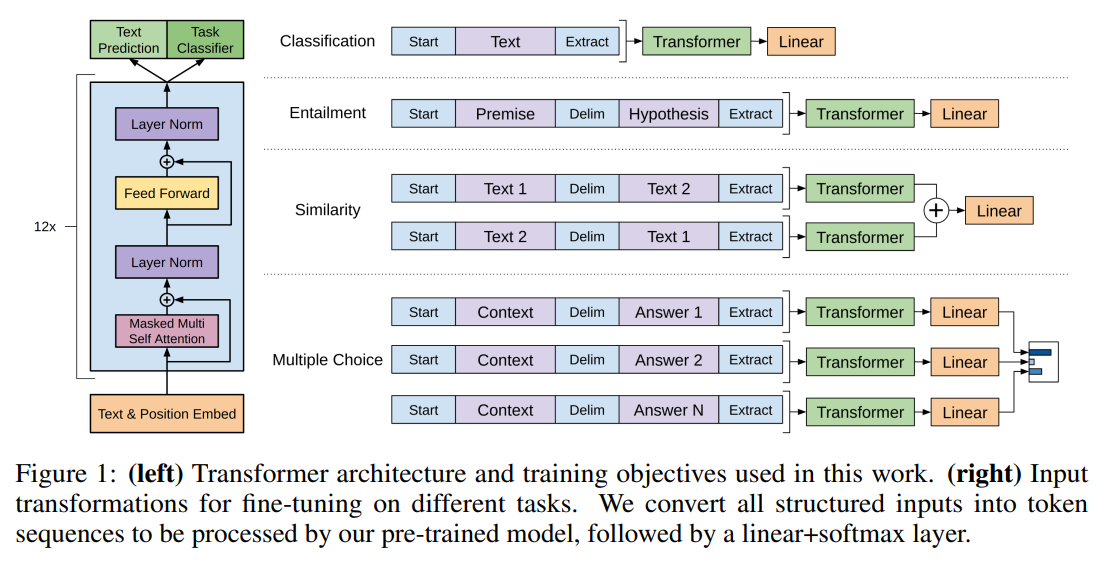 Text
Prediction
Task
Classifier
12x
Layer Norm
+
Feed Forward
Layer Norm
+
Masked Multi
Self Attention
Text & Position Embed
Classification
Start Text Extract Transformer Linear
Entailment
Start Premise Delim Hypothesis Extract Transformer Linear
Similarity
Start Text 1 Delim Text 2 Extract Transformer
+ Linear
Start Text 2 Delim Text 1 Extract Transformer
Multiple Choice
Start Context Delim Answer 1 Extract Transformer Linear
Start Context Delim Answer 2 Extract Transformer Linear
Start Context Delim Answer N Extract Transformer Linear
Figure 1: (left) Transformer architecture and training objectives used in this work. (right) Input
transformations for fine-tuning on different tasks. We convert all structured inputs into token
sequences to be processed by our pre-trained model, followed by a linear+softmax layer.